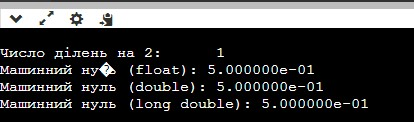 Число ділень на 2:      1
Машинний ну�ь (float): 5.000000e-01
Машинний нуль (double): 5.000000e-01
Машинний нуль (long double): 5.000000e-01